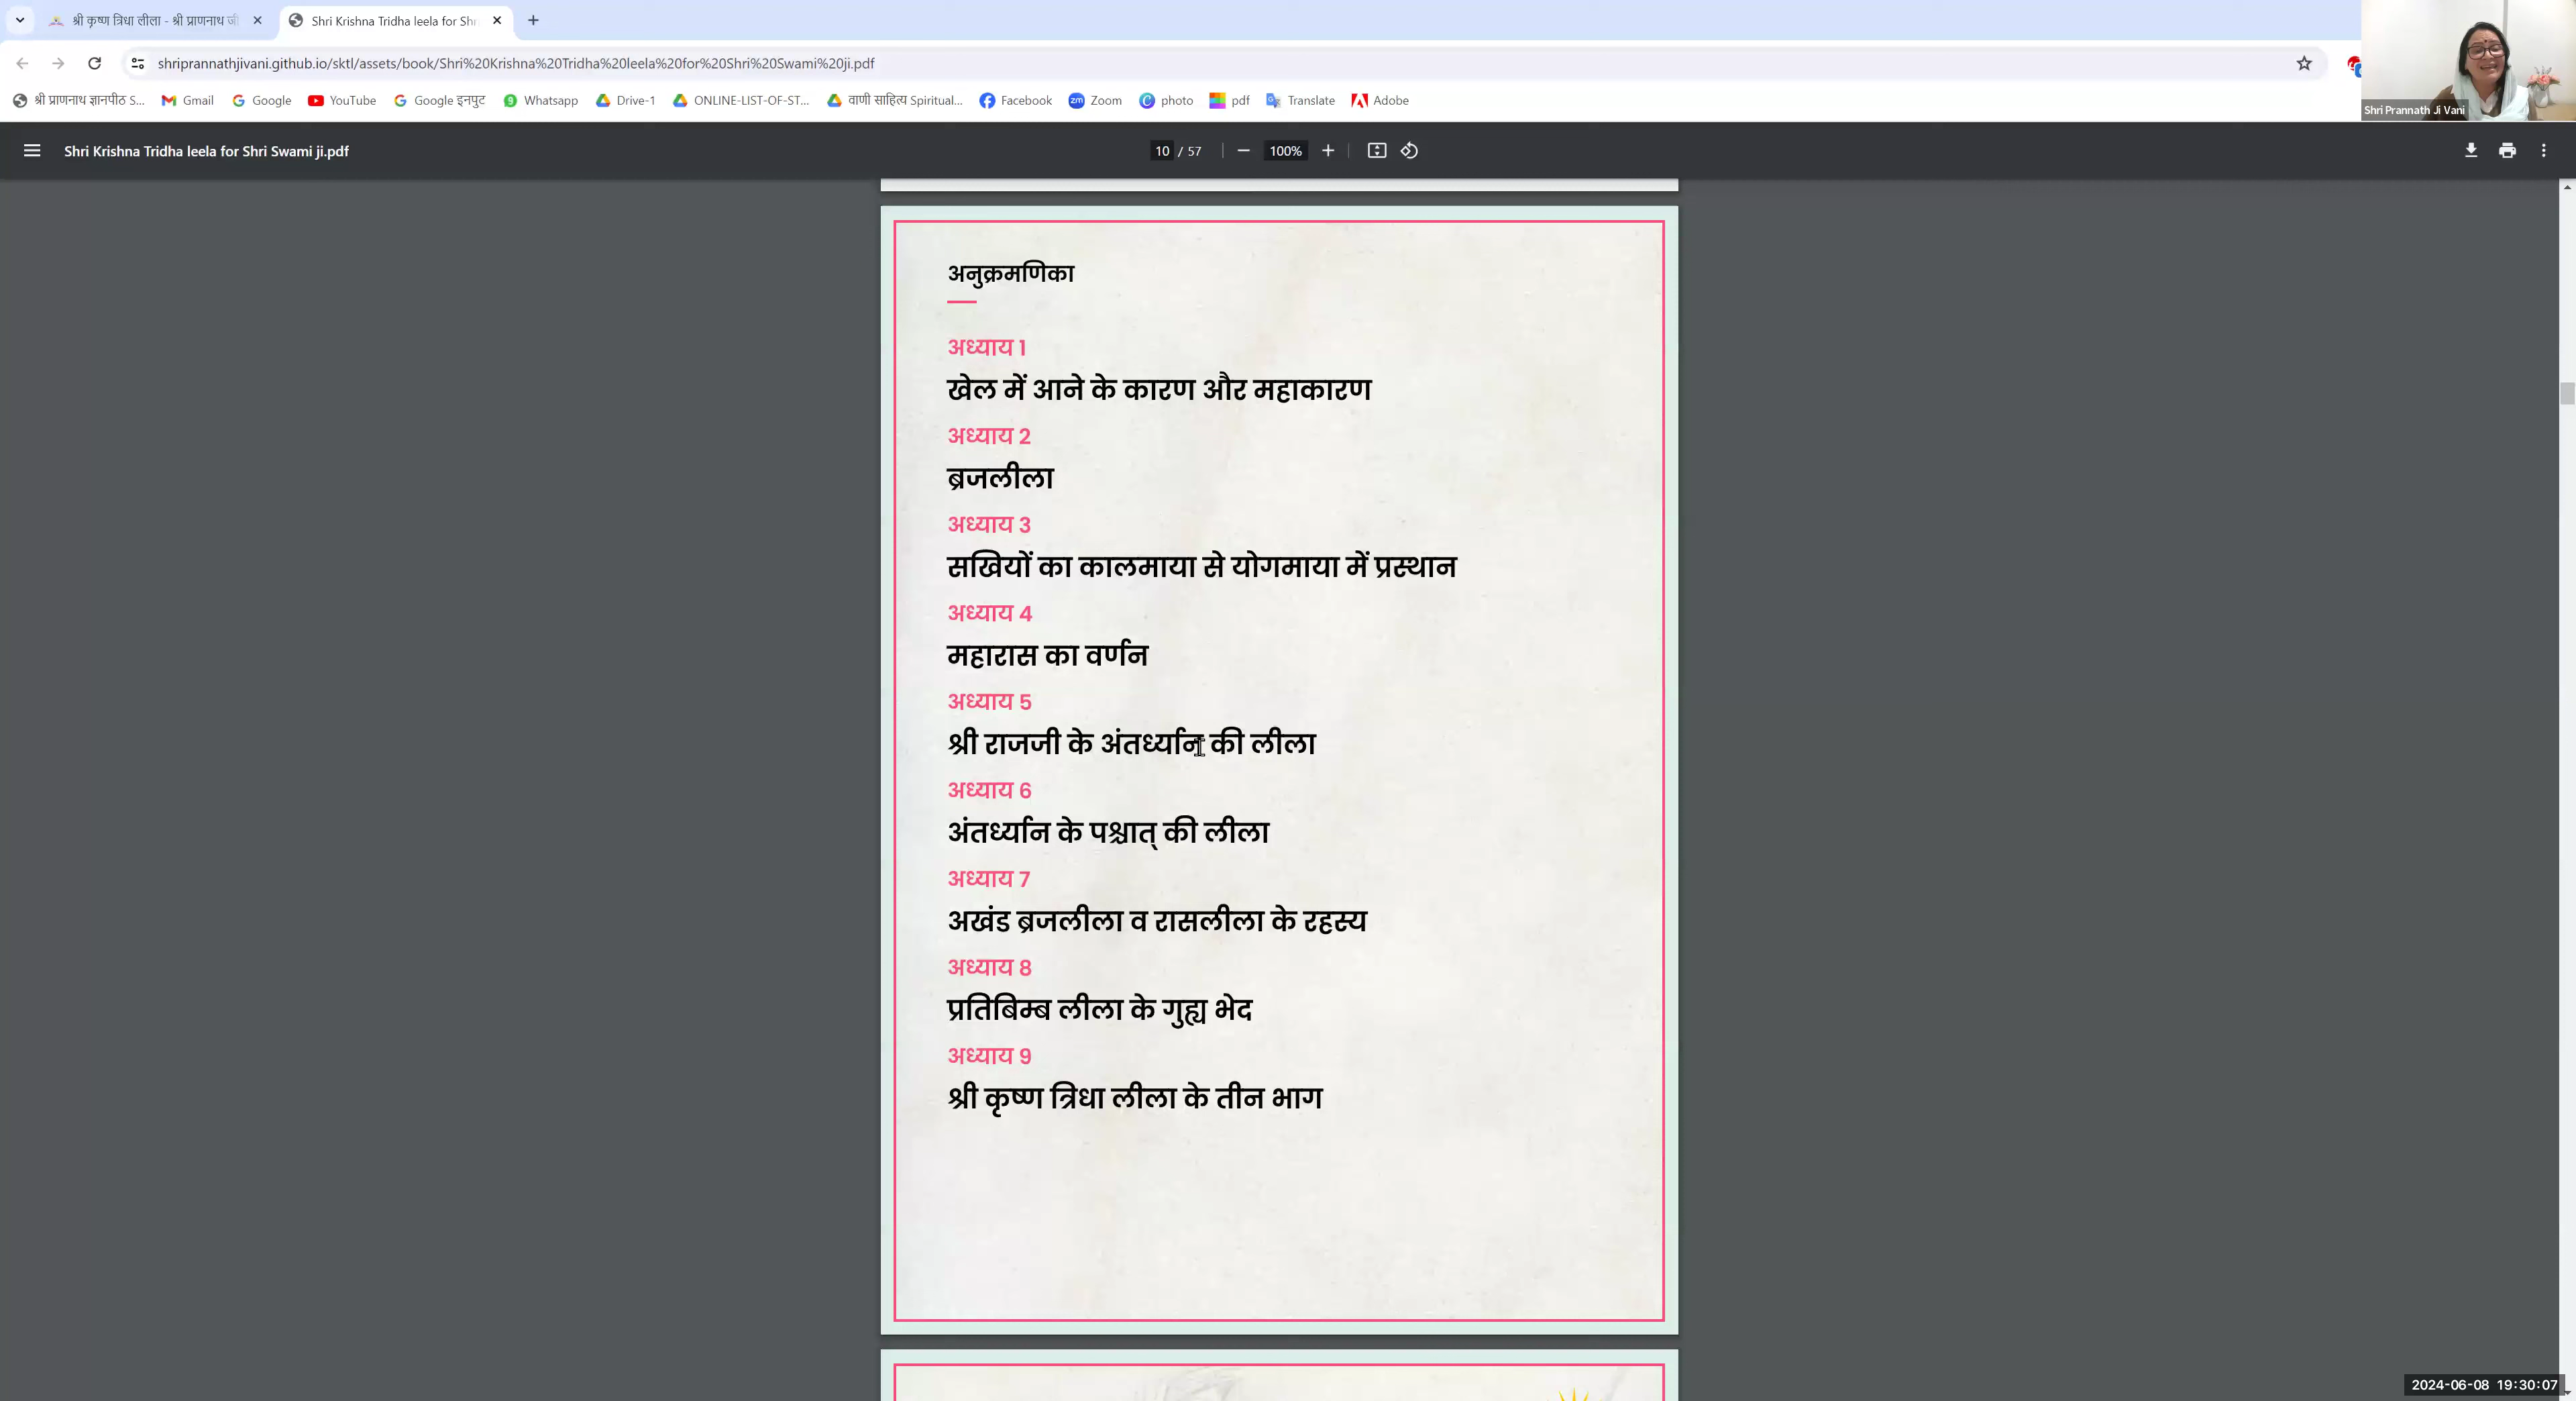 श्री कृष्ण त्रिधा लीला - श्री प्राणनाथ जी
Shri Krishna Tridha leela for Shr
shriprannathjivani.github.io/sktl/assets/book/Shri%20Krishna%20Tridha%20leela%20for%20Shri%20Swami%20ji.pdf
श्री प्राणनाथ ज्ञानपीठ S...
Gmail
Google
YouTube
Google इनपुट
Whatsapp
Drive-1
ONLINE-LIST-OF-ST...
वाणी साहित्य Spiritual...
Facebook
Zoom
photo
pdf
Translate
Adobe
Shri Prannath Ji Vani
Shri Krishna Tridha leela for Shri Swami ji.pdf
10 / 57
100%
अनुक्रमणिका
अध्याय 1
खेल में आने के कारण और महाकारण
अध्याय 2
ब्रजलीला
अध्याय 3
सखियों का कालमाया से योगमाया में प्रस्थान
अध्याय 4
महारास का वर्णन
अध्याय 5
श्री राजजी के अंतर्ध्यान की लीला
अध्याय 6
अंतर्ध्यान के पश्चात् की लीला
अध्याय 7
अखंड ब्रजलीला व रासलीला के रहस्य
अध्याय 8
प्रतिबिम्ब लीला के गुह्य भेद
अध्याय 9
श्री कृष्ण त्रिधा लीला के तीन भाग
2024-06-08 19:30:07